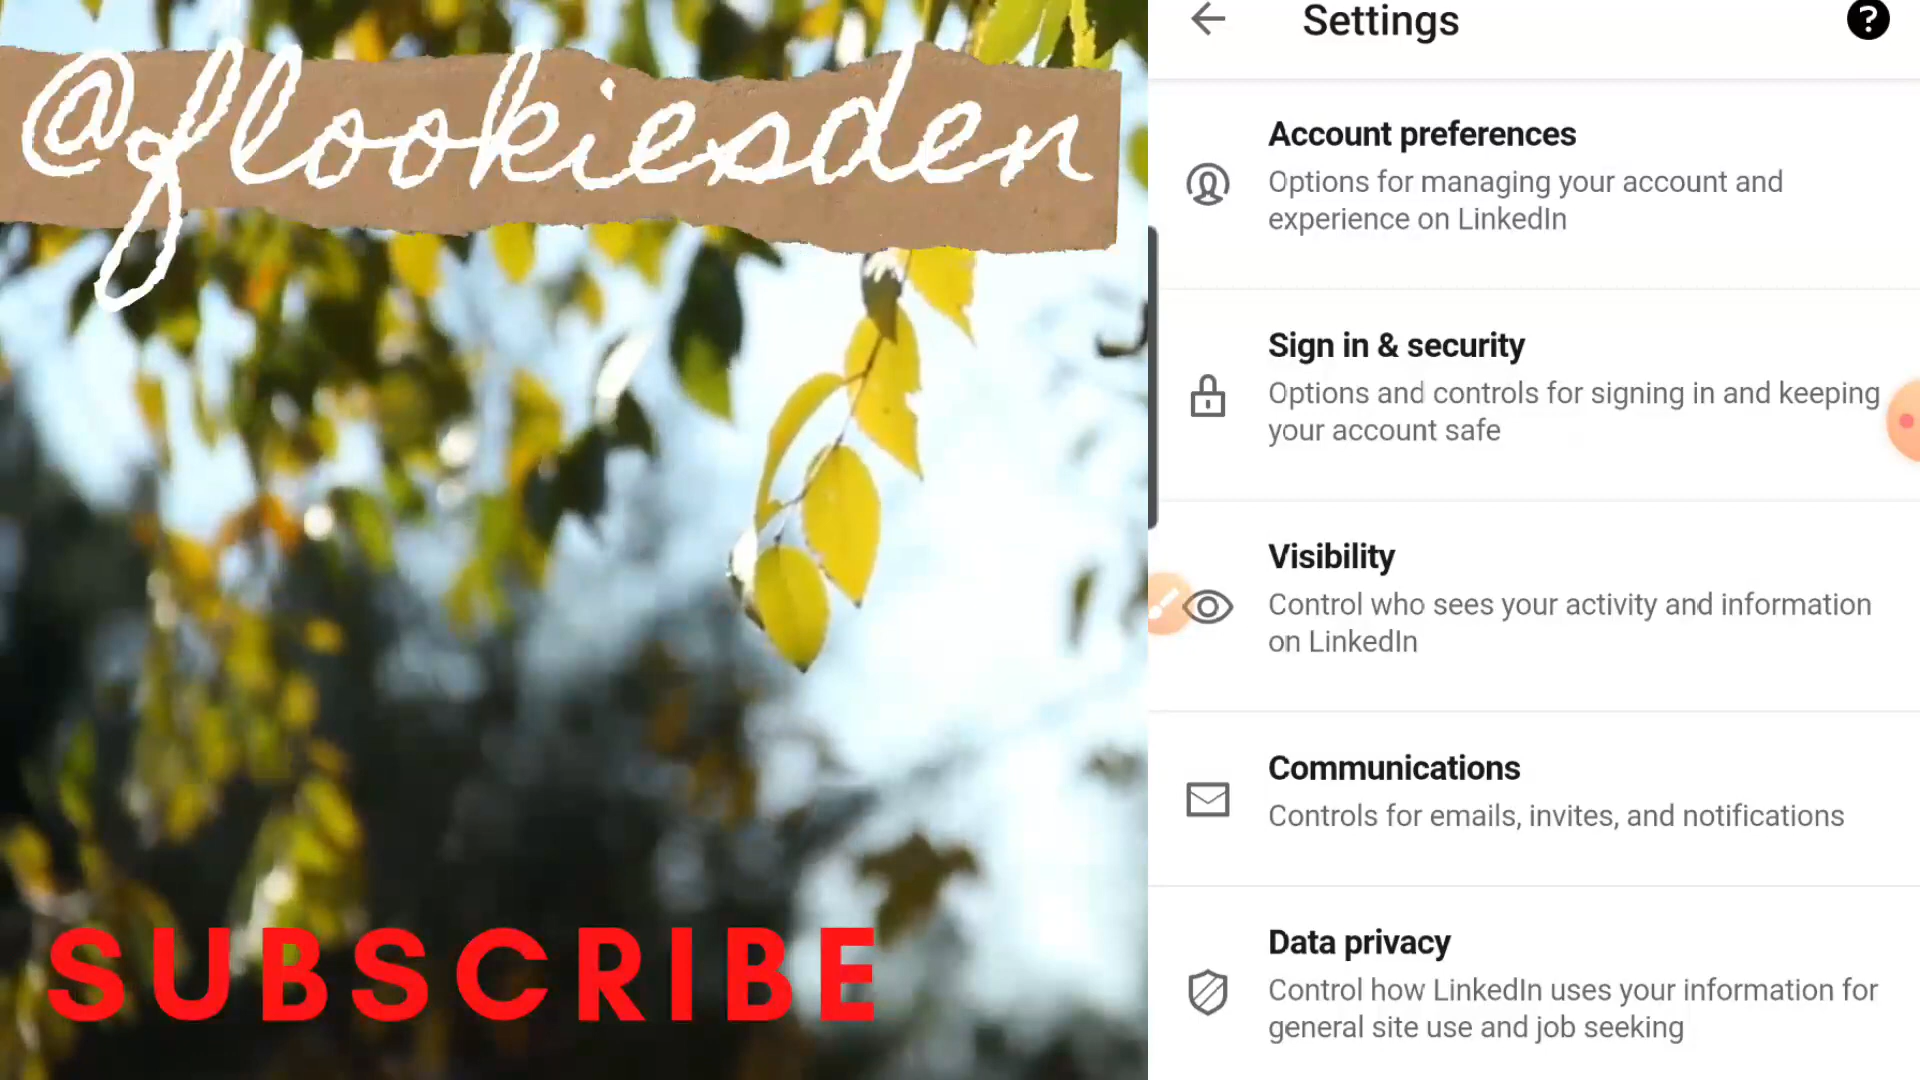 @flookiesden
SUBSCRIBE
Settings
Account preferences
Options for managing your account and
experience on LinkedIn
Sign in & security
Options and controls for signing in and keeping
your account safe
Visibility
Control who sees your activity and information
on LinkedIn
Communications
Controls for emails, invites, and notifications
Data privacy
Control how LinkedIn uses your information for
general site use and job seeking